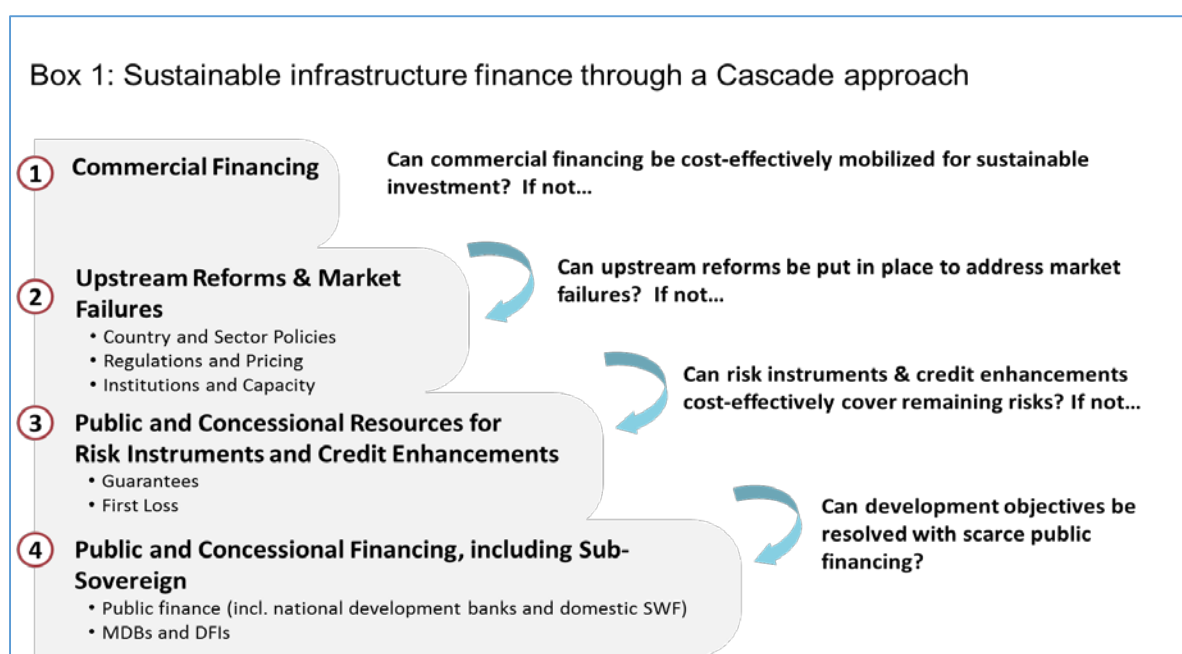 Box 1: Sustainable infrastructure finance through a Cascade approach
1 Commercial Financing
Can commercial financing be cost-effectively mobilized for sustainable
investment? If not...
2 Upstream Reforms & Market
Failures
• Country and Sector Policies
• Regulations and Pricing
• Institutions and Capacity
Can upstream reforms be put in place to address market
failures? If not...
3 Public and Concessional Resources for
Risk Instruments and Credit Enhancements
• Guarantees
• First Loss
Can risk instruments & credit enhancements
cost-effectively cover remaining risks? If not...
4 Public and Concessional Financing, including Sub-
Sovereign
• Public finance (incl. national development banks and domestic SWF)
• MDBs and DFIs
Can development objectives be
resolved with scarce public
financing?